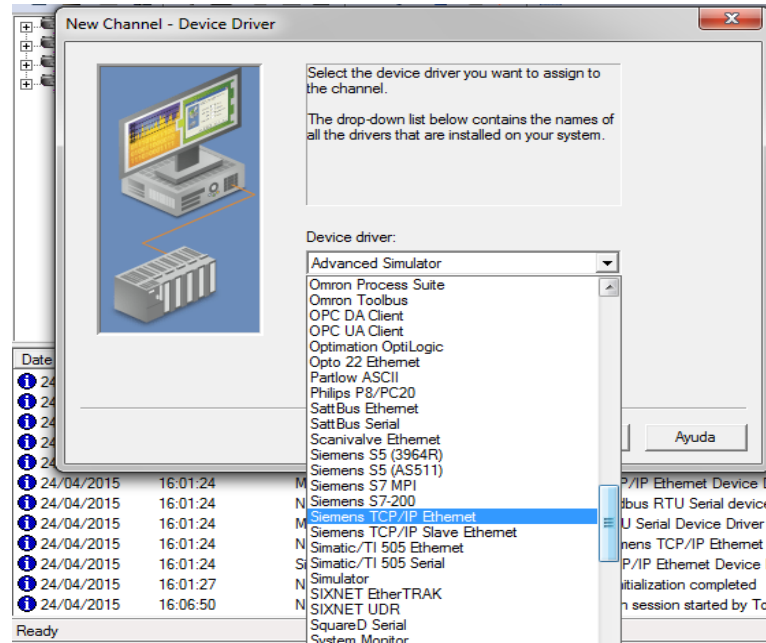 New Channel - Device Driver
Select the device driver you want to assign to
the channel.
The drop-down list below contains the names of
all the drivers that are installed on your system.
Device driver:
Advanced Simulator
Omron Process Suite
Omron Toolbus
OPC DA Client
OPC UA Client
Optimation OptiLogic
Opto 22 Ethernet
Partlow ASCII
Philips P8/PC20
SattBus Ethernet
SattBus Serial
Scanivalve Ethernet
Siemens S5 (3964R)
Siemens S5 (AS511)
Siemens S7 MPI
Siemens S7-200
Siemens TCP/IP Ethernet
Siemens TCP/IP Slave Ethernet
Simatic/TI 505 Ethernet
Simatic/TI 505 Serial
Simulator
SIXNET EtherTRAK
SIXNET UDR
SquareD Serial
System Monitor
Ayuda
Date
24
24
24
24
24
24/04/2015 16:01:24 P/IP Ethernet Device
24/04/2015 16:01:24 N dbus RTU Serial device
24/04/2015 16:01:24 M U Serial Device Driver
24/04/2015 16:01:24 N mens TCP/IP Ethernet
24/04/2015 16:01:24 Si P/IP Ethernet Device
24/04/2015 16:01:27 N itialization completed
24/04/2015 16:06:50 N session started by
Ready